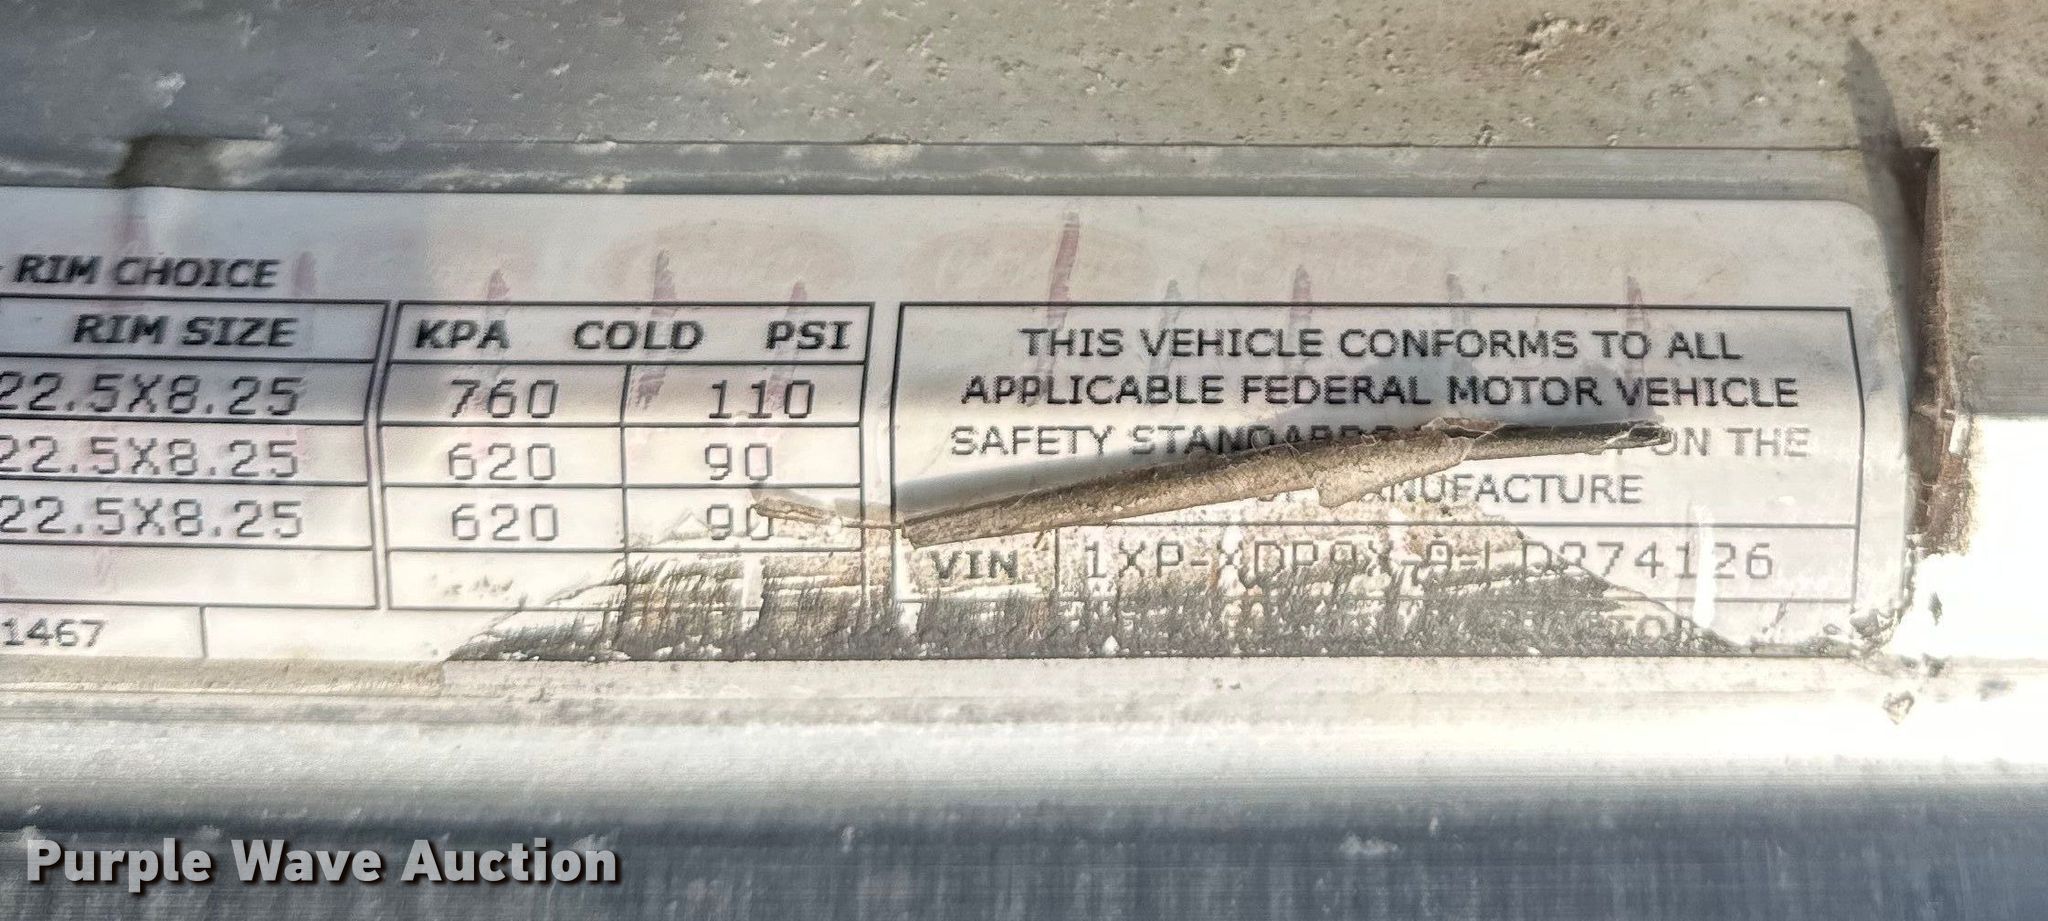 RIM CHOICE
RIM SIZE KPA COLD PSI
22.5X8.25 760 110
22.5X8.25 620 90
22.5X8.25 620 90
1467
THIS VEHICLE CONFORMS TO ALL
APPLICABLE FEDERAL MOTOR VEHICLE
SAFETY ON THE
VIN
Purple Wave Auction